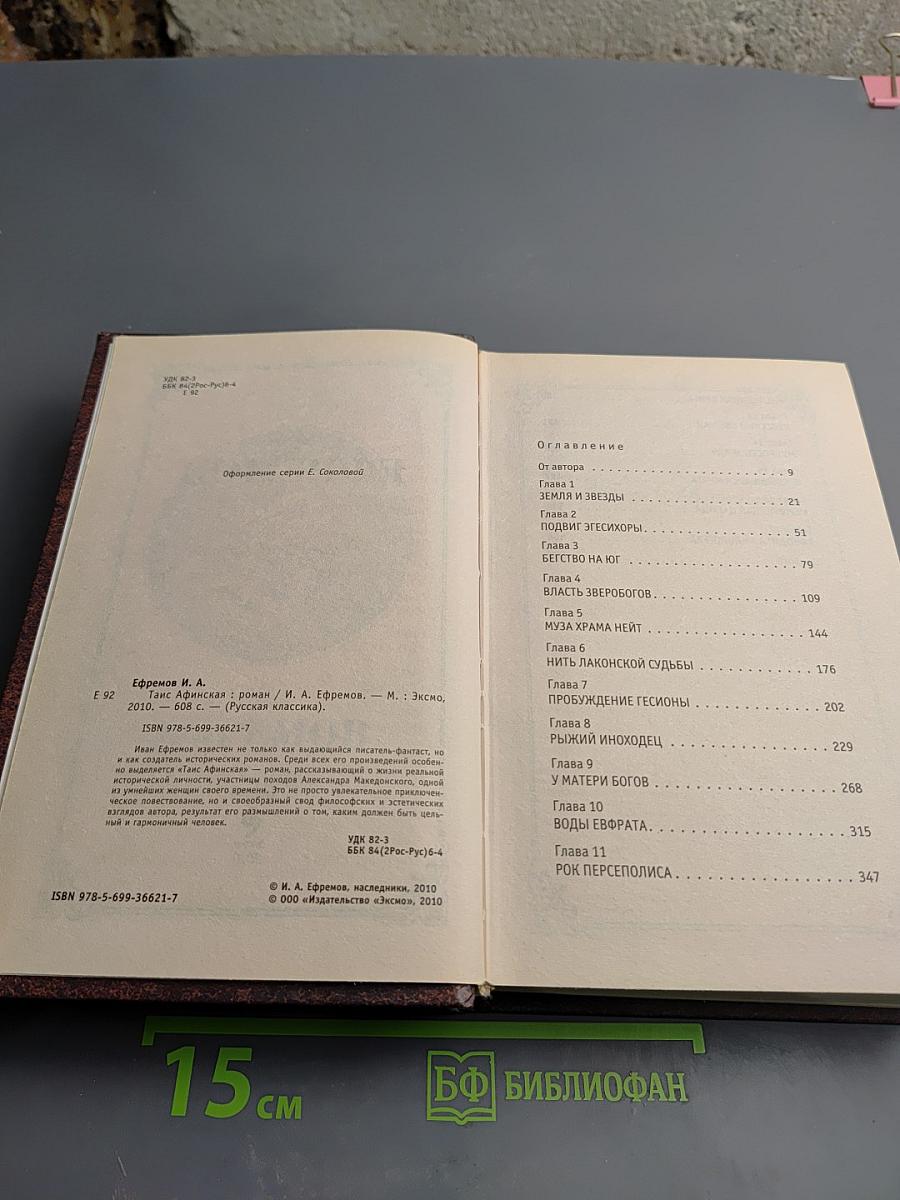 УДК 82-3
ББК 84(2Рос-Рус)6-4
Е 92
Оформление серии Е. Соколовой
Ефремов И. А.
Е 92 Таис Афинская : роман / И. А. Ефремов. — М. : Эксмо,
2010. — 608 с. — (Русская классика).
ISBN 978-5-699-36621-7
Иван Ефремов известен не только как выдающийся писатель-фантаст, но
и как создатель исторических романов. Среди всех его произведений особен-
но выделяется «Таис Афинская» — роман, рассказывающий о жизни реальной
исторической личности, участницы походов Александра Македонского, одной
из умнейших женщин своего времени. Это не просто увлекательное приключен-
ческое повествование, но и своеобразный свод философских и эстетических
взглядов автора, результат его размышлений о том, каким должен быть цель-
ный и гармоничный человек.
УДК 82-3
ББК 84(2Рос-Рус)6-4
© И. А. Ефремов, наследники, 2010
ISBN 978-5-699-36621-7 © ООО «Издательство «Эксмо», 2010
Оглавление
От автора . . . . . . . . . . . . . . . . . . . . . . . . 9
Глава 1
ЗЕМЛЯ И ЗВЕЗДЫ . . . . . . . . . . . . . . . . . . . 21
Глава 2
ПОДВИГ ЭГЕСИХОРЫ. . . . . . . . . . . . . . . . . . 51
Глава 3
БЕГСТВО НА ЮГ . . . . . . . . . . . . . . . . . . . . 79
Глава 4
ВЛАСТЬ ЗВЕРОБОГОВ. . . . . . . . . . . . . . . . . 109
Глава 5
МУЗА ХРАМА НЕЙТ . . . . . . . . . . . . . . . . . . 144
Глава 6
НИТЬ ЛАКОНСКОЙ СУДЬБЫ . . . . . . . . . . . . . 176
Глава 7
ПРОБУЖДЕНИЕ ГЕСИОНЫ . . . . . . . . . . . . . . 202
Глава 8
РЫЖИЙ ИНОХОДЕЦ . . . . . . . . . . . . . . . . . 229
Глава 9
У МАТЕРИ БОГОВ . . . . . . . . . . . . . . . . . . . 268
Глава 10
ВОДЫ ЕВФРАТА. . . . . . . . . . . . . . . . . . . . 315
Глава 11
РОК ПЕРСЕПОЛИСА. . . . . . . . . . . . . . . . . . 347
15 см
БФ БИБЛИОФАН